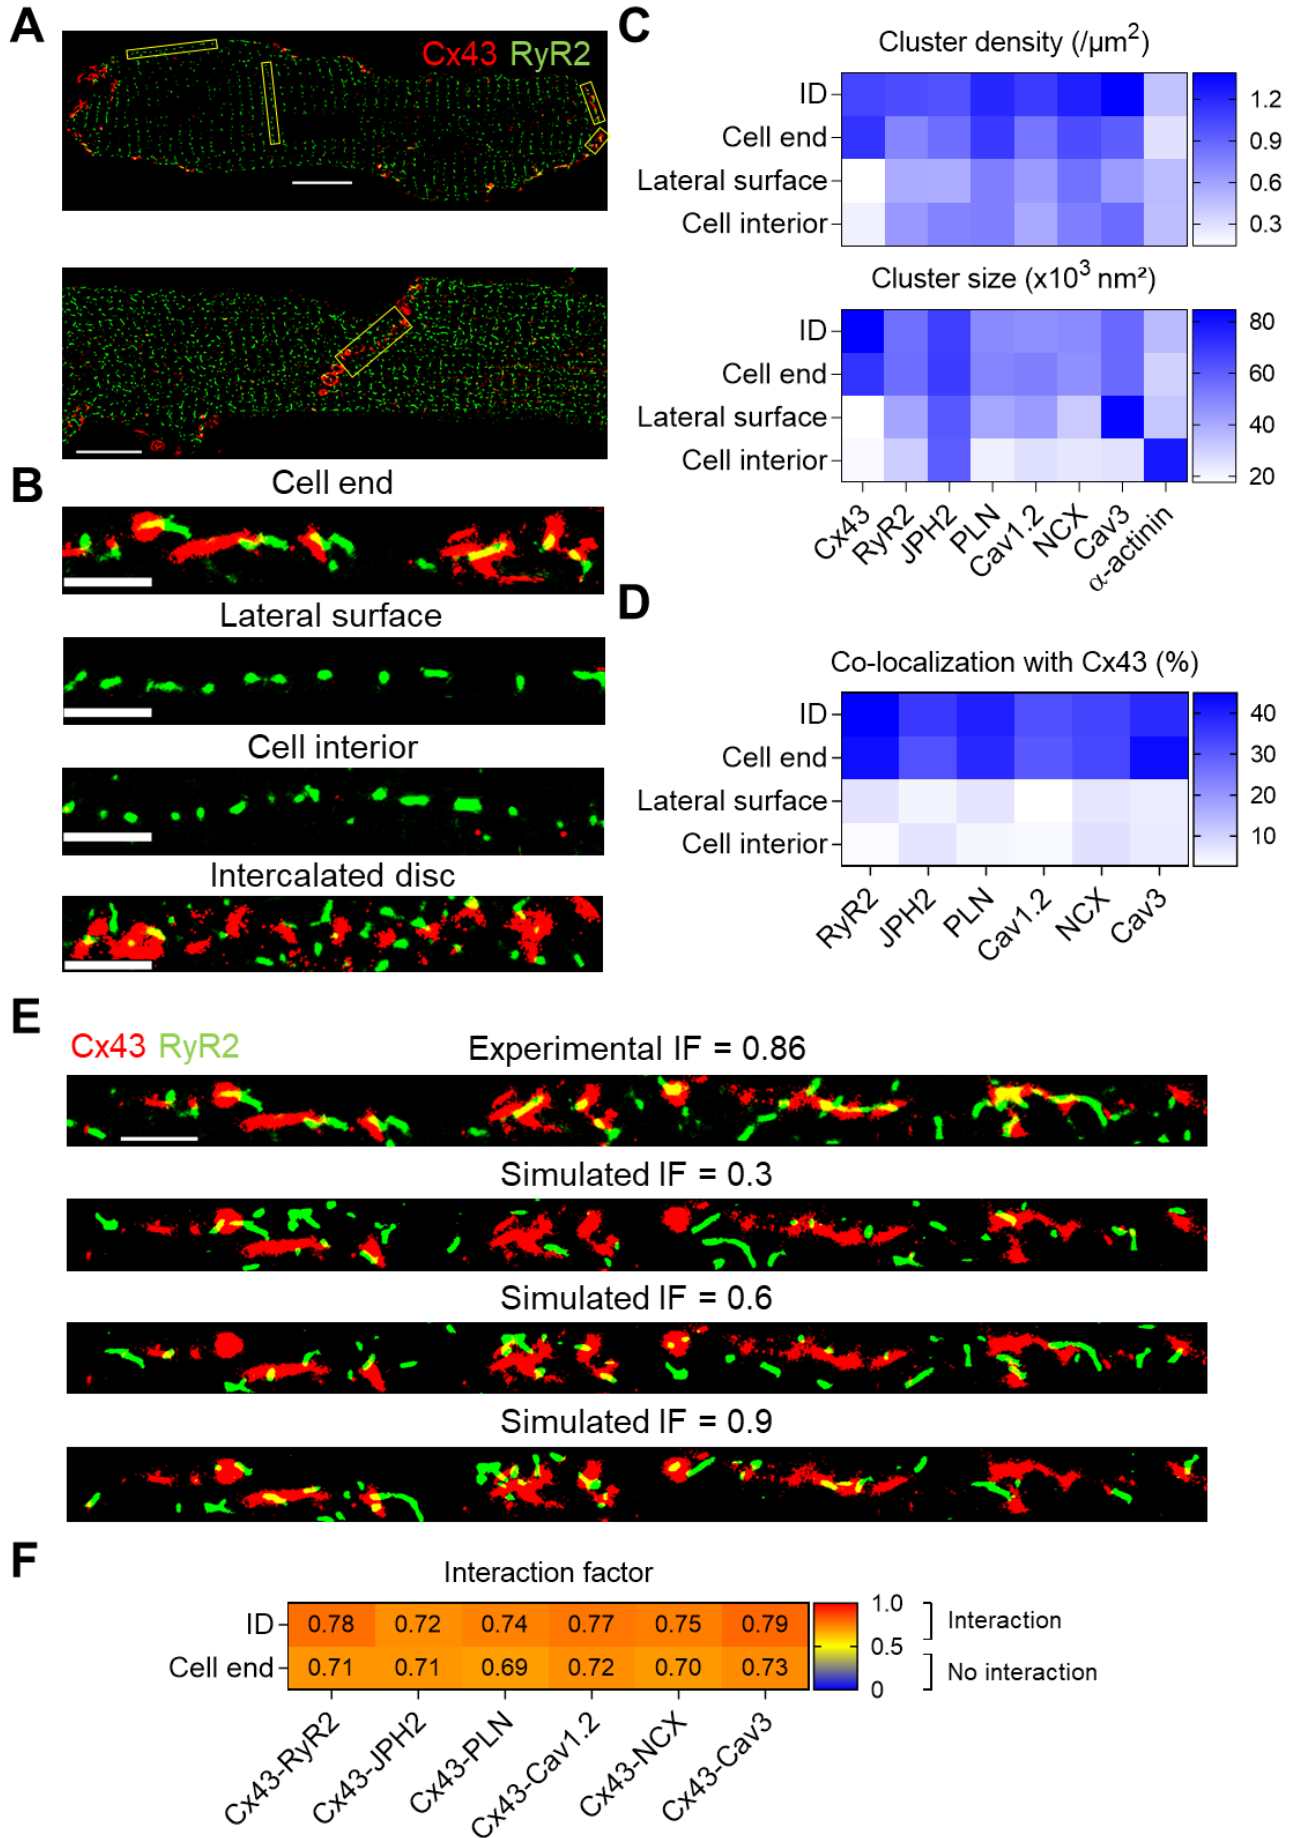 A
Cx43 RyR2
B
Cell end
Lateral surface
Cell interior
Intercalated disc
C
Cluster density (/µm²)
ID
Cell end
Lateral surface
Cell interior
1.2
0.9
0.6
0.3
Cluster size (x10³ nm²)
ID
Cell end
Lateral surface
Cell interior
80
60
40
20
Cx43
RyR2
JPH2
PLN
Cav1.2
NCX
Cav3
α-actinin
D
Co-localization with Cx43 (%)
ID
Cell end
Lateral surface
Cell interior
40
30
20
10
RyR2
JPH2
PLN
Cav1.2
NCX
Cav3
E
Cx43 RyR2
Experimental IF = 0.86
Simulated IF = 0.3
Simulated IF = 0.6
Simulated IF = 0.9
F
Interaction factor
ID 0.78 0.72 0.74 0.77 0.75 0.79
Cell end 0.71 0.71 0.69 0.72 0.70 0.73
1.0
0.5
0
Interaction
No interaction
Cx43-RyR2
Cx43-JPH2
Cx43-PLN
Cx43-Cav1.2
Cx43-NCX
Cx43-Cav3